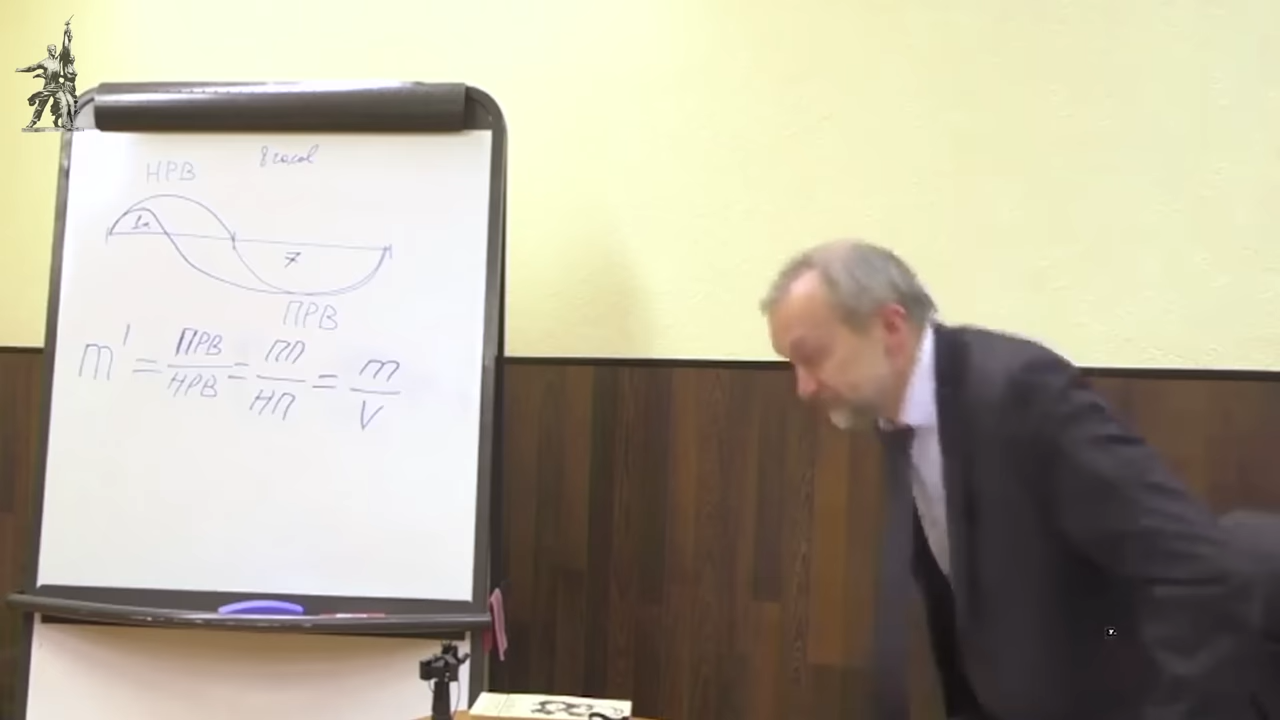 8 часов
НРВ
1ч
7
ПРВ
m' = ПРВ/НРВ = ПП/НП = m/V